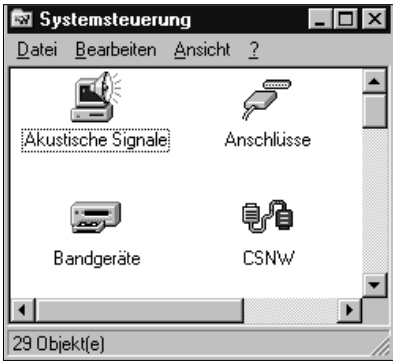 Systemsteuerung
Datei Bearbeiten Ansicht ?
Akustische Signale Anschlüsse
Bandgeräte CSNW
29 Objekt(e)